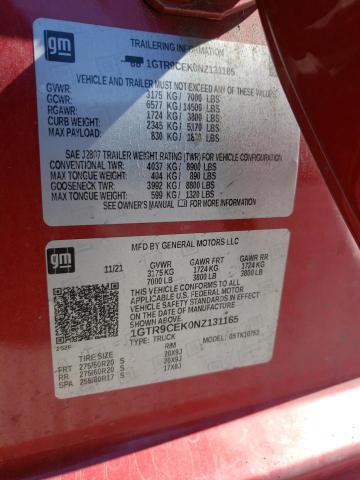 gm
TRAILERING INFORMATION
1GTR9CEK0NZ131165
VEHICLE AND TRAILER MUST NOT EXCEED ANY OF THESE WEIGHTS
GVWR: 3175 KG / 7000 LBS
GCWR: 6577 KG / 14500 LBS
GAWR RR: 1724 KG / 3800 LBS
CURB WEIGHT: 2345 KG / 5170 LBS
MAX PAYLOAD: 830 KG / LBS
SAE J2807 TRAILER WEIGHT RATING (TWR) FOR VEHICLE CONFIGURATION
CONVENTIONAL TWR: 4037 KG / 8900 LBS
MAX TONGUE WEIGHT: 404 KG / 890 LBS
GOOSENECK TWR: 3992 KG / 8800 LBS
MAX TONGUE WEIGHT: 599 KG / 1320 LBS
SEE OWNER'S MANUAL FOR MORE INFORMATION
gm
MFD BY GENERAL MOTORS LLC
11/21 GVWR GAWR FRT GAWR RR
3175 KG 1724 KG 1724 KG
7000 LB 3800 LB 3800 LB
THIS VEHICLE CONFORMS TO ALL APPLICABLE U.S. FEDERAL MOTOR VEHICLE SAFETY STANDARDS IN EFFECT ON THE DATE OF MANUFACTURE SHOWN ABOVE.
1GTR9CEK0NZ131165
TYPE: TRUCK MODEL:
RIM
FRT 275/60R20 S 20X9J
RR 275/60R20 S 20X9J
SPA 255/80R17 S 17X8J